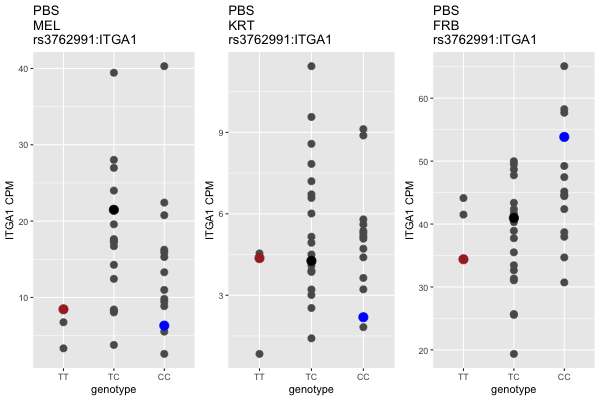 PBS
MEL
rs3762991:ITGA1
40
30
20
10
ITGA1 CPM
TT
TC
CC
genotype
PBS
KRT
rs3762991:ITGA1
9
6
3
ITGA1 CPM
TT
TC
CC
genotype
PBS
FRB
rs3762991:ITGA1
60
50
40
30
20
ITGA1 CPM
TT
TC
CC
genotype